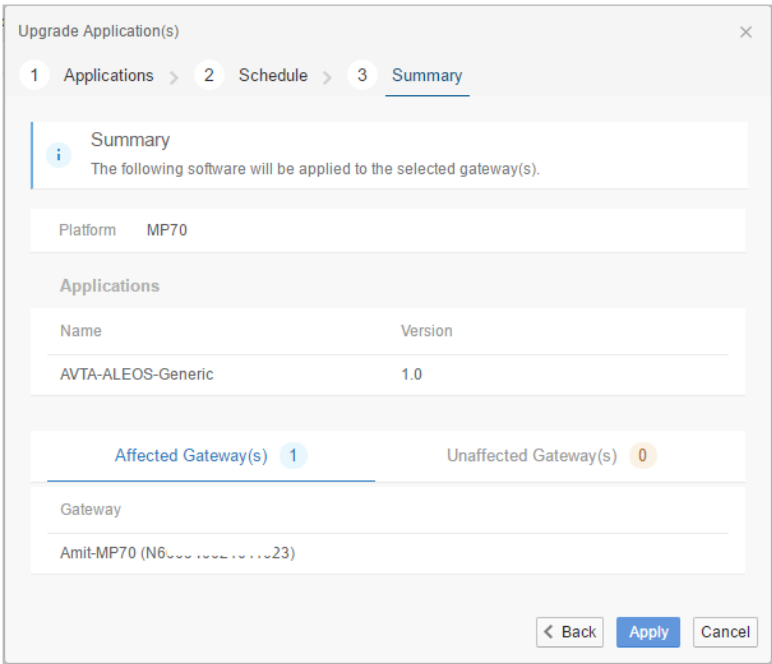 Upgrade Application(s) ×
1 Applications > 2 Schedule > 3 Summary
i Summary
The following software will be applied to the selected gateway(s).
Platform MP70
Applications
Name Version
AVTA-ALEOS-Generic 1.0
Affected Gateway(s) 1 Unaffected Gateway(s) 0
Gateway
Amit-MP70
< Back Apply Cancel